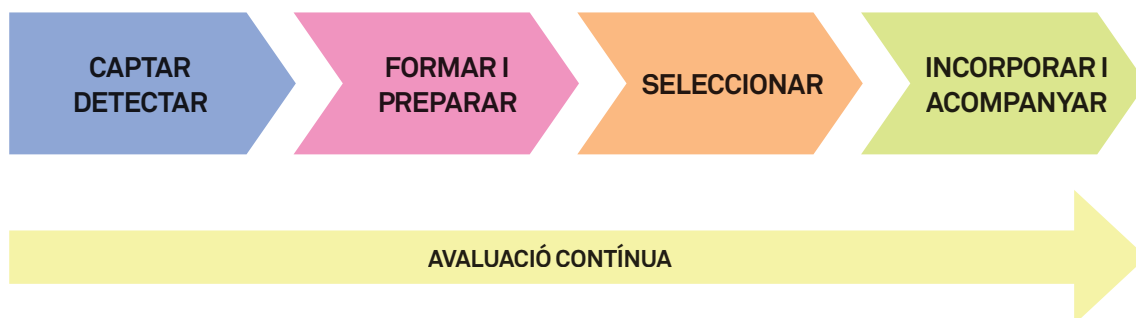 CAPTAR
DETECTAR
FORMAR I
PREPARAR
SELECCIONAR
INCORPORAR I
ACOMPANYAR
AVALUACIÓ CONTÍNUA